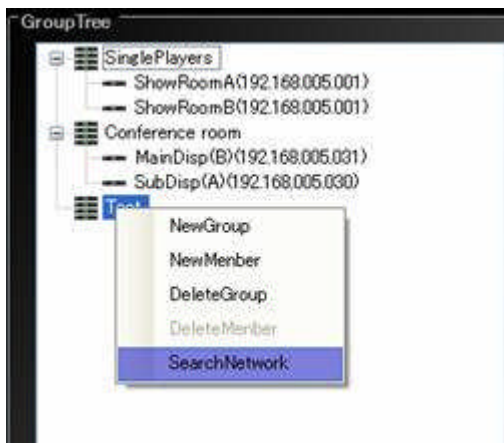 GroupTree
SinglePlayers
ShowRoomA(192.168.005.001)
ShowRoomB(192.168.005.001)
Conference room
MainDisp(B)(192.168.005.031)
SubDisp(A)(192.168.005.030)
Test
NewGroup
NewMenber
DeleteGroup
DeleteMenber
SearchNetwork